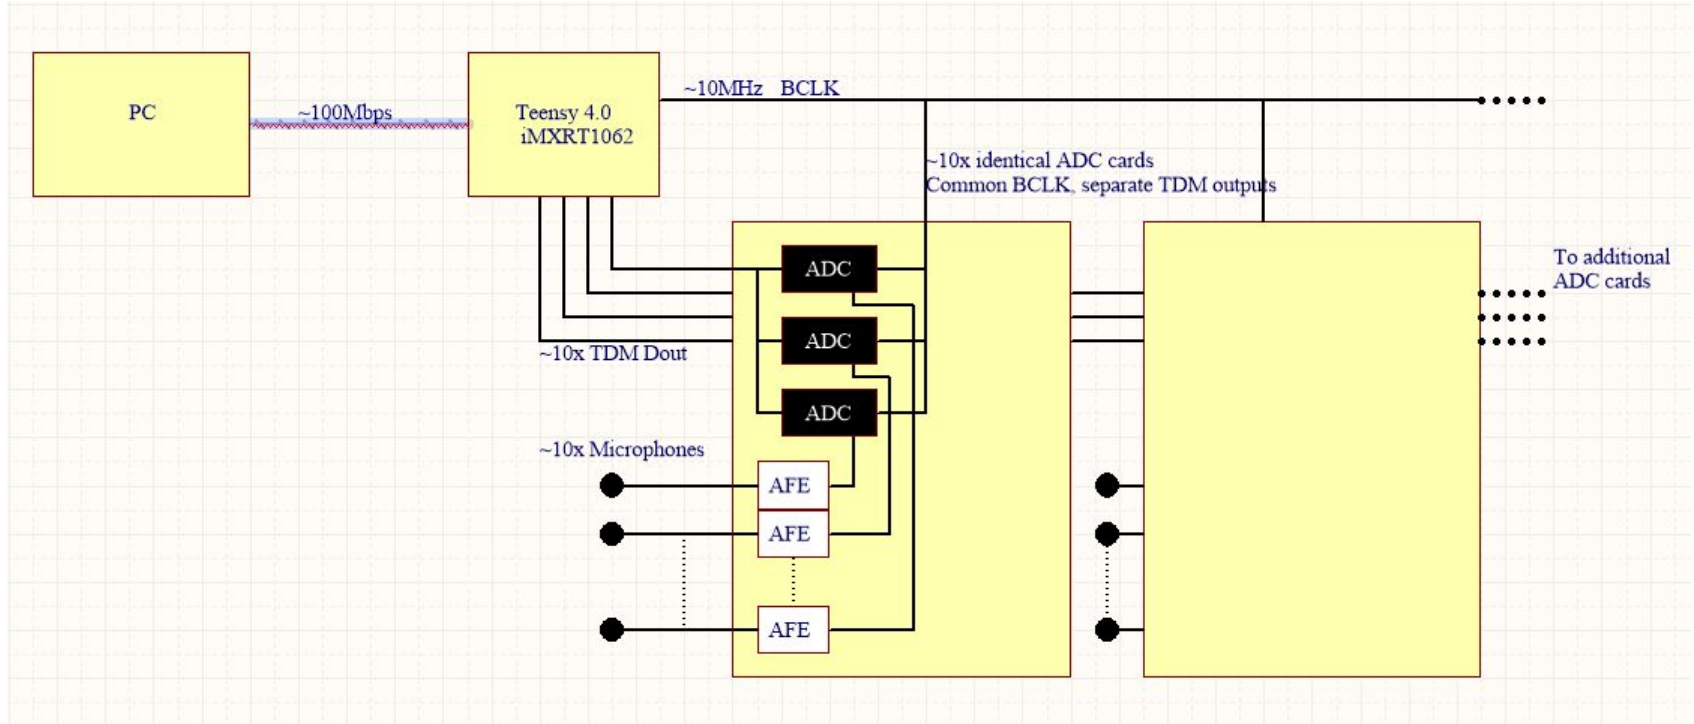 ~10MHz   BCLK
PC
~100Mbps
Teensy 4.0
iMXRT1062
~10x identical ADC cards
Common BCLK, separate TDM outputs
To additional
ADC cards
ADC
ADC
~10x TDM Dout
ADC
~10x Microphones
AFE
AFE
AFE